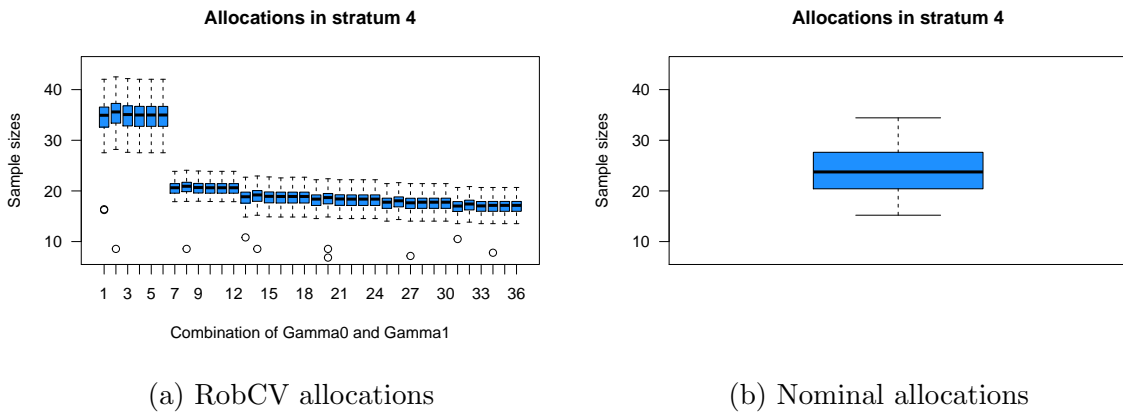 Allocations in stratum 4
Sample sizes
40
30
20
10
1 3 5 7 9 12 15 18 21 24 27 30 33 36
Combination of Gamma0 and Gamma1
(a) RobCV allocations
Allocations in stratum 4
Sample sizes
40
30
20
10
(b) Nominal allocations